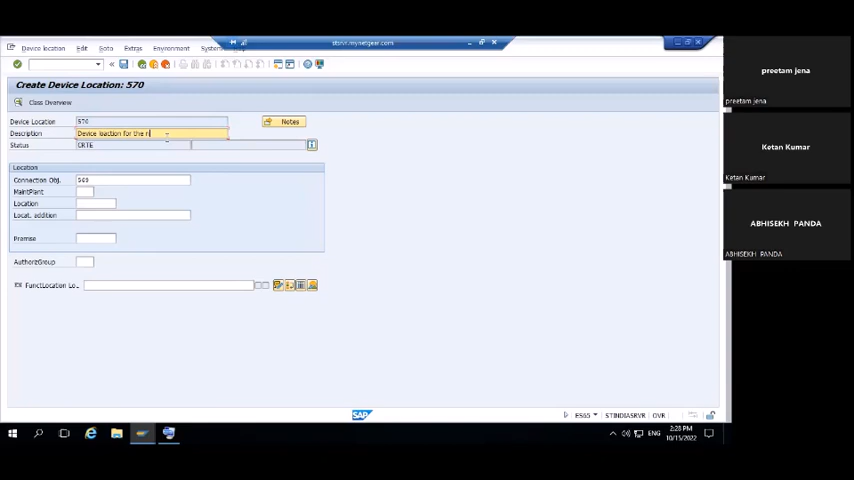 stsrvr.mynetgear.com
Device location Edit Goto Extras Environment System
Create Device Location: 570
Class Overview
Device Location 570 Notes
Description Device loaction for the n
Status CRTE
Location
Connection Obj. 569
MaintPlant
Location
Locat. addition
Premise
AuthorizGroup
FunctLocation Lo...
SAP
ES65 STINDIASRVR OVR
ENG
2:28 PM
10/15/2022
preetam jena
preetam jena
Ketan Kumar
Ketan Kumar
ABHISEKH PANDA
ABHISEKH PANDA